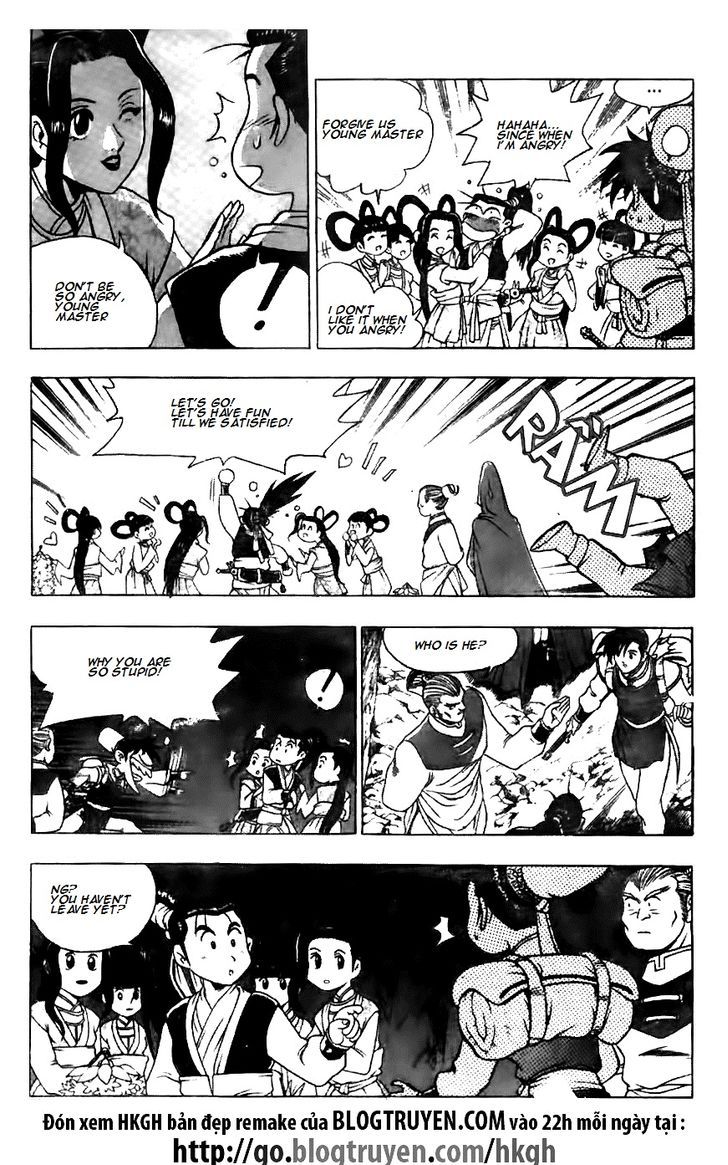 DON'T BE
SO ANGRY,
YOUNG
MASTER
!
FORGIVE US
YOUNG MASTER
HAHAHA...
SINCE WHEN
I'M ANGRY!
...
I DON'T
LIKE IT WHEN
YOU ANGRY!
LET'S GO!
LET'S HAVE FUN
TILL WE SATISFIED!
RẦM
WHY YOU ARE
SO STUPID!
!
WHO IS HE?
NG?
YOU HAVEN'T
LEAVE YET?
Đón xem HKGH bản đẹp remake của BLOGTRUYEN.COM vào 22h mỗi ngày tại :
http://go.blogtruyen.com/hkgh